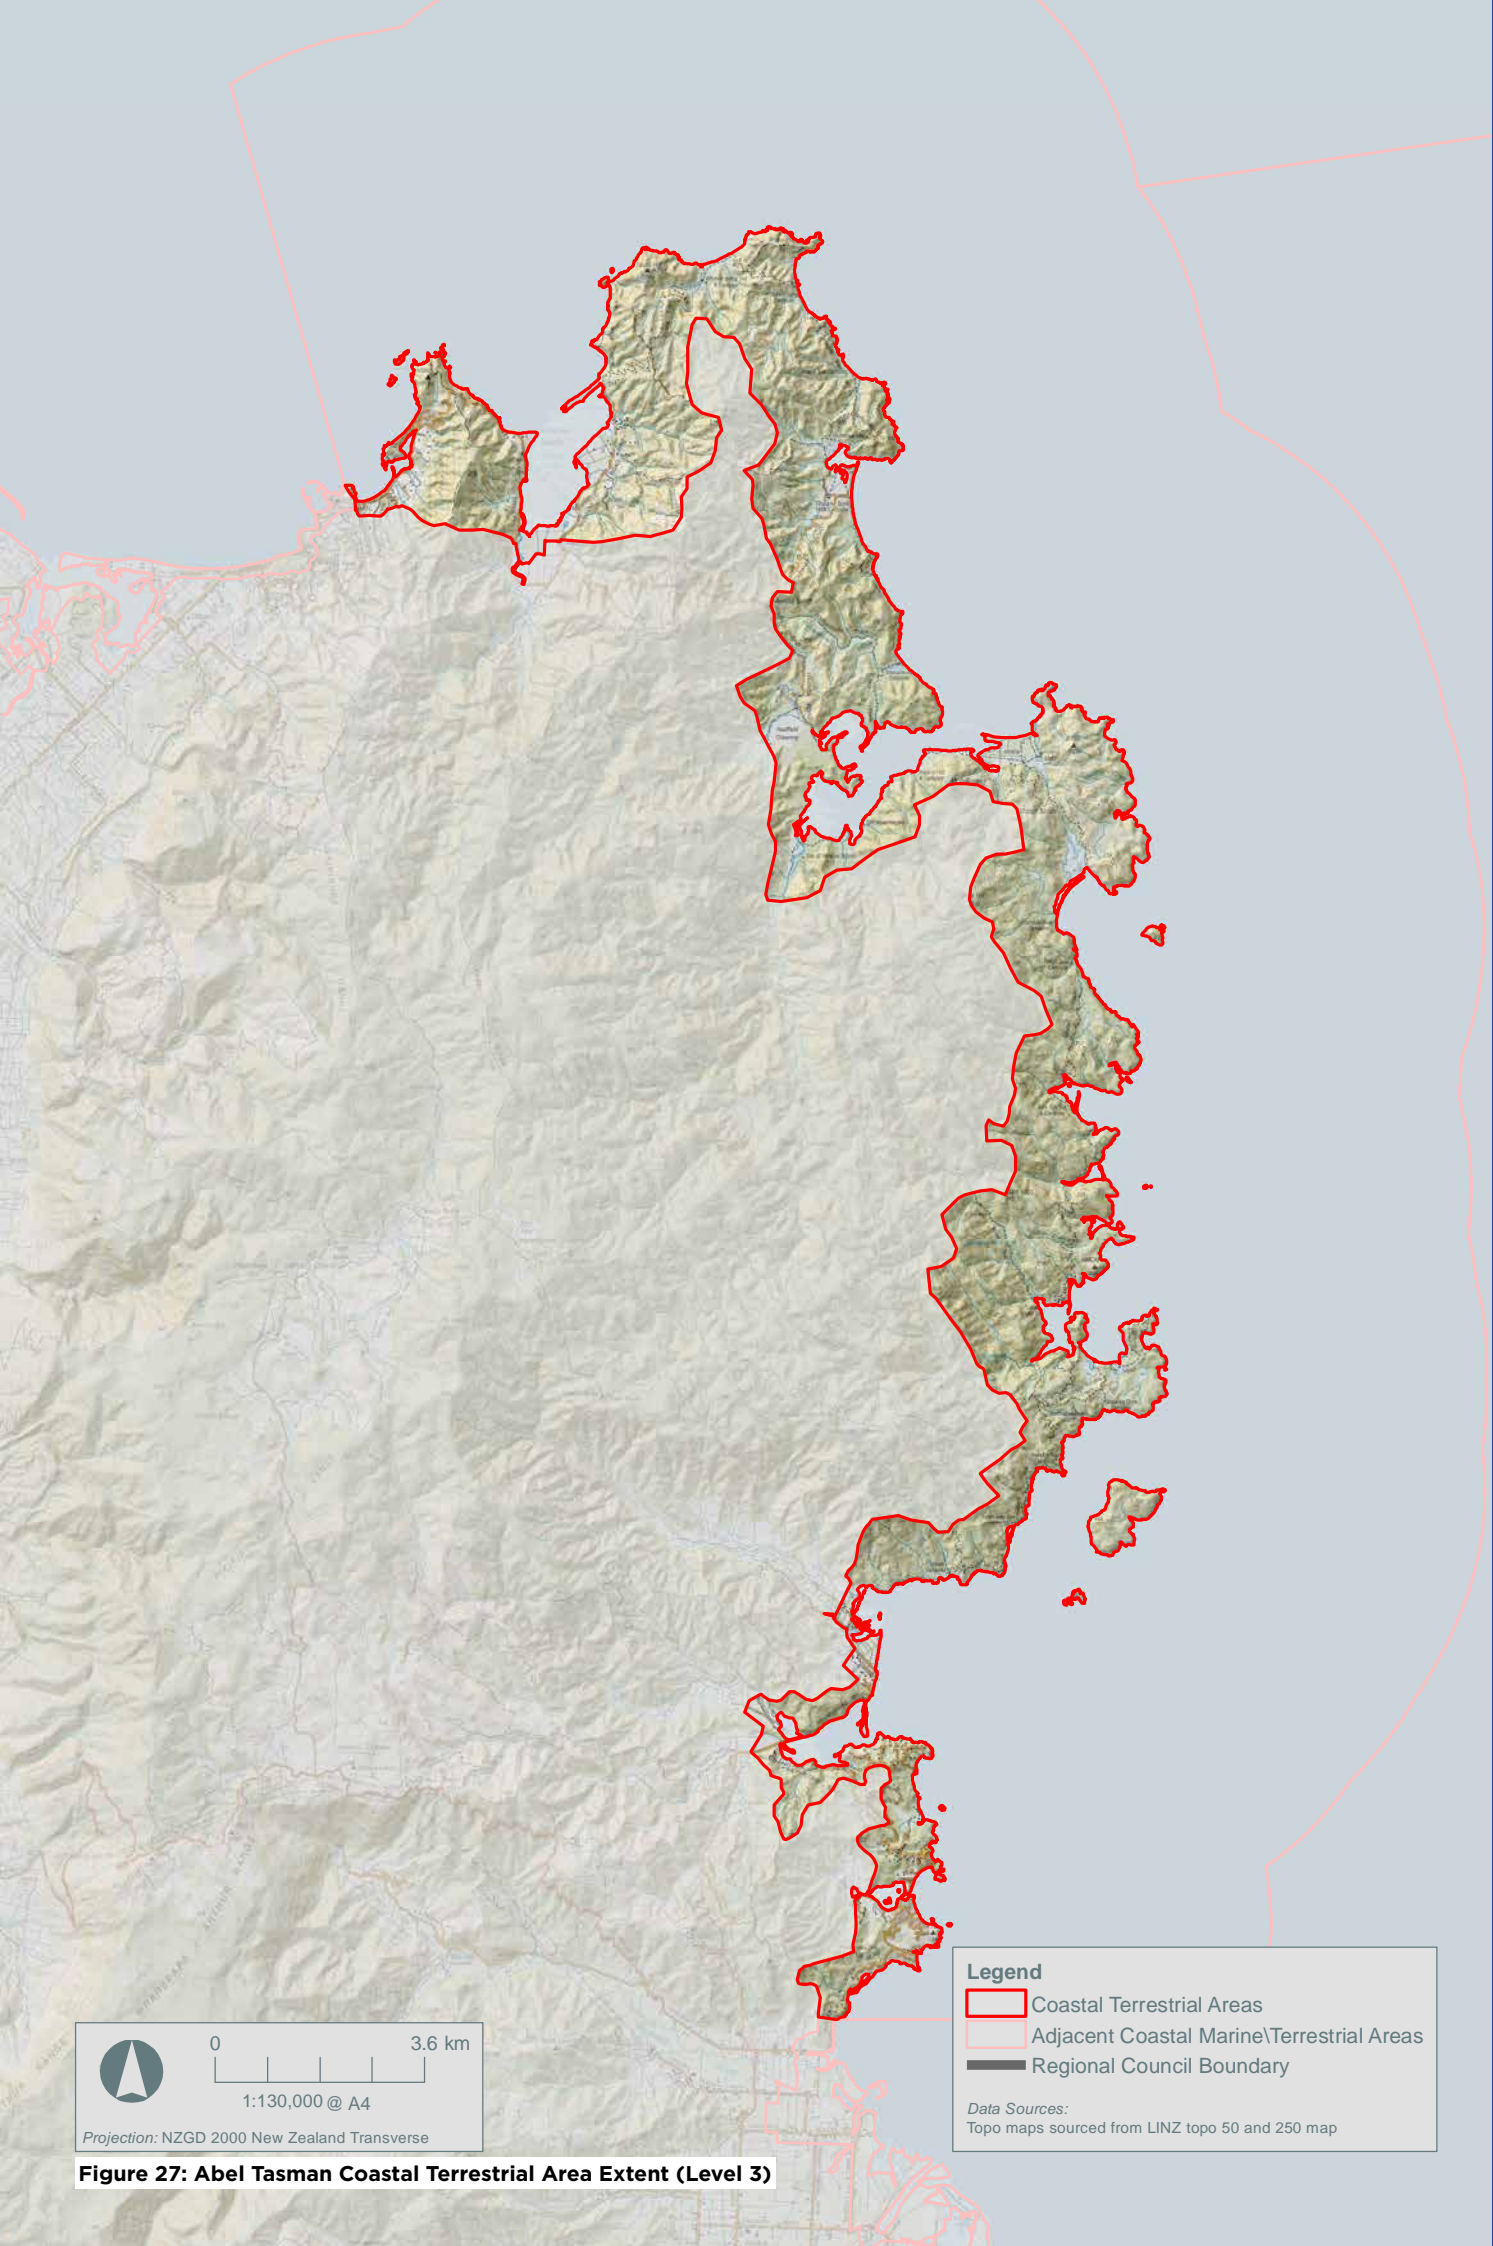 Legend
Coastal Terrestrial Areas
Adjacent Coastal Marine\Terrestrial Areas
Regional Council Boundary
Data Sources:
Topo maps sourced from LINZ topo 50 and 250 map
0 3.6 km
1:130,000 @ A4
Projection: NZGD 2000 New Zealand Transverse
Figure 27: Abel Tasman Coastal Terrestrial Area Extent (Level 3)